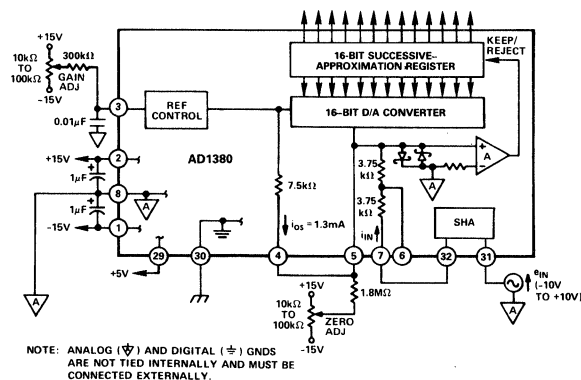 +15V
10kΩ
TO
100kΩ
300kΩ
GAIN
ADJ
-15V
0.01μF
3
REF
CONTROL
16-BIT SUCCESSIVE-
APPROXIMATION REGISTER
KEEP/
REJECT
16-BIT D/A CONVERTER
AD1380
+15V
2
1μF
+
8
A
1μF
+
-15V
1
7.5kΩ
iOS = 1.3mA
3.75
kΩ
3.75
kΩ
iIN
+
A
-
A
SHA
29
30
4
5
7
6
32
31
+5V
A
+15V
10kΩ
TO
100kΩ
ZERO
ADJ
-15V
1.8MΩ
eIN
(-10V
TO +10V)
A
NOTE: ANALOG (A) AND DIGITAL (⏚) GNDS
ARE NOT TIED INTERNALLY AND MUST BE
CONNECTED EXTERNALLY.